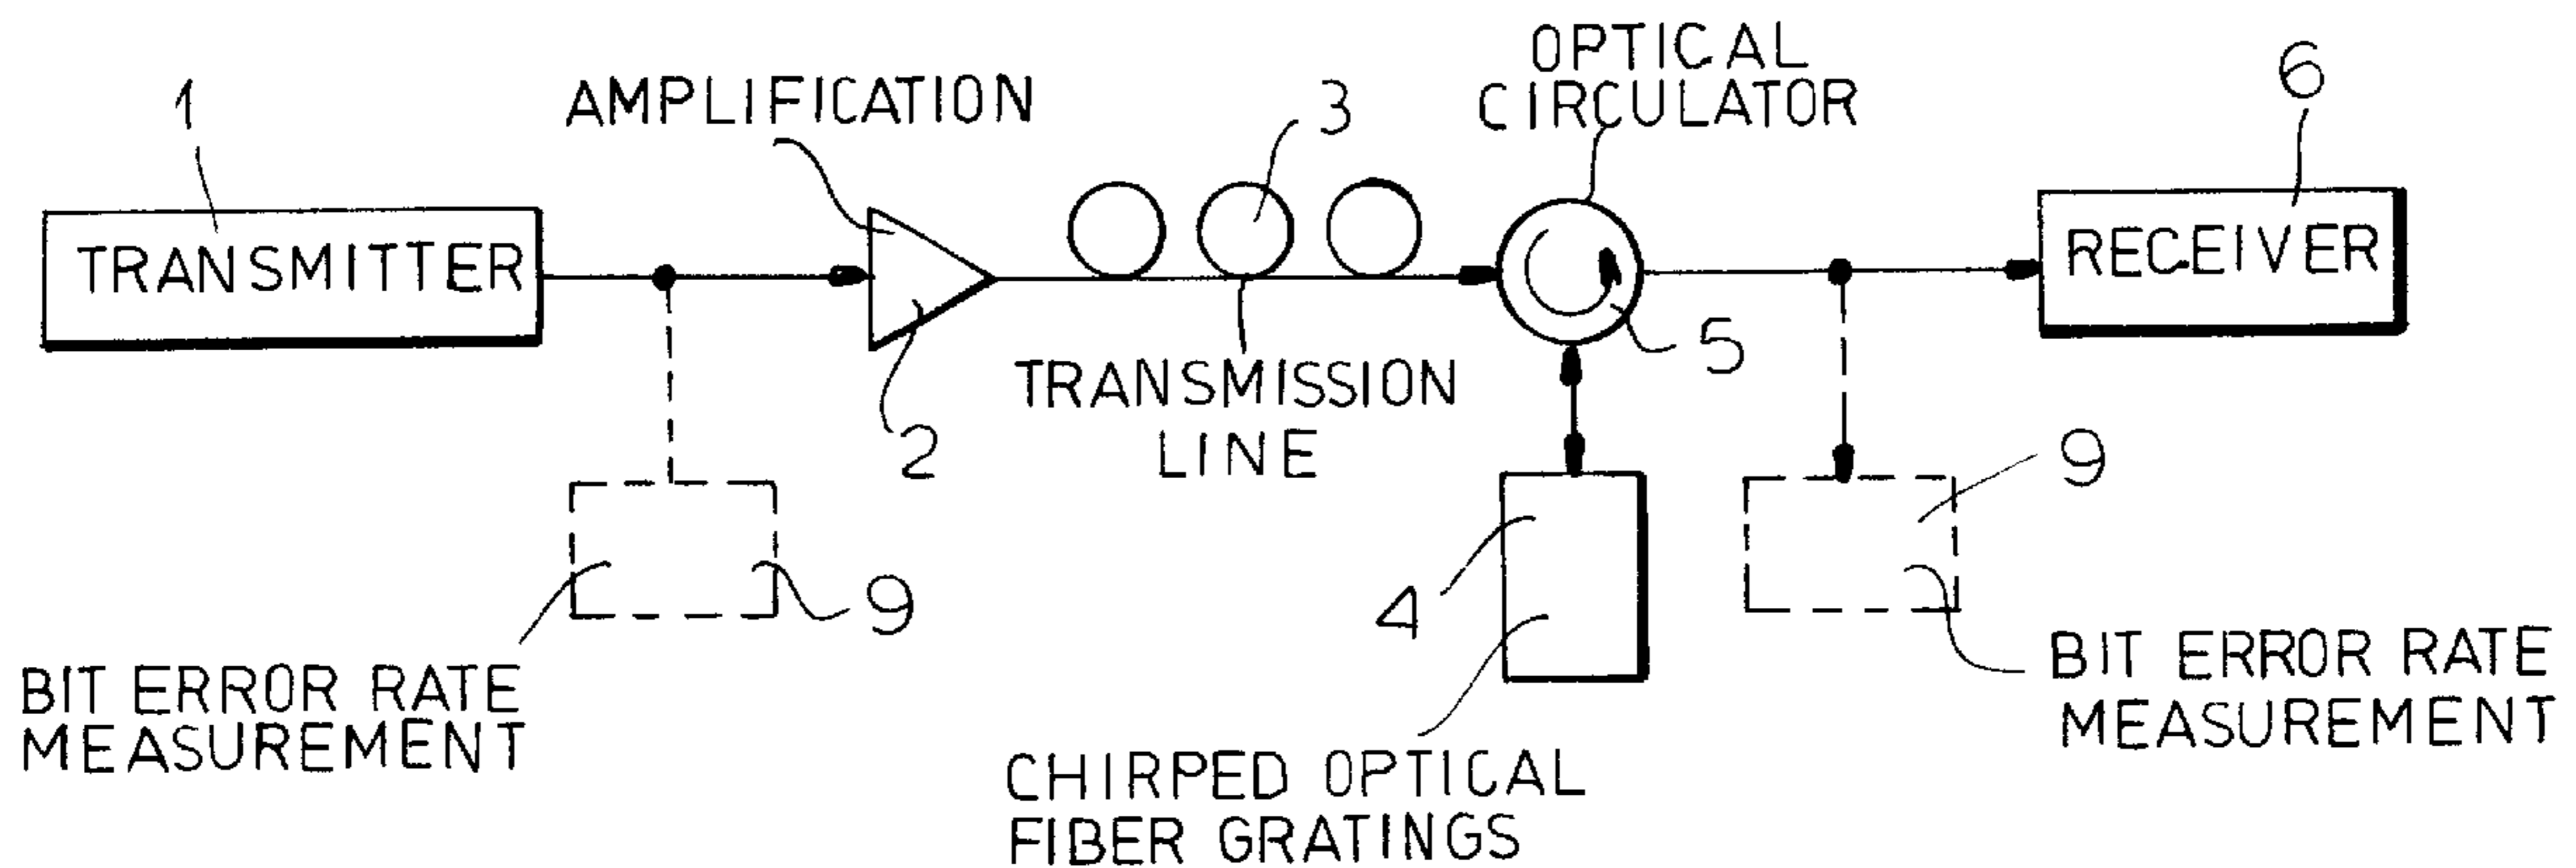 1
AMPLIFICATION
3
OPTICAL
CIRCULATOR
6
TRANSMITTER
RECEIVER
2
TRANSMISSION
LINE
5
9
4
9
BIT ERROR RATE
MEASUREMENT
BIT ERROR RATE
MEASUREMENT
CHIRPED OPTICAL
FIBER GRATINGS